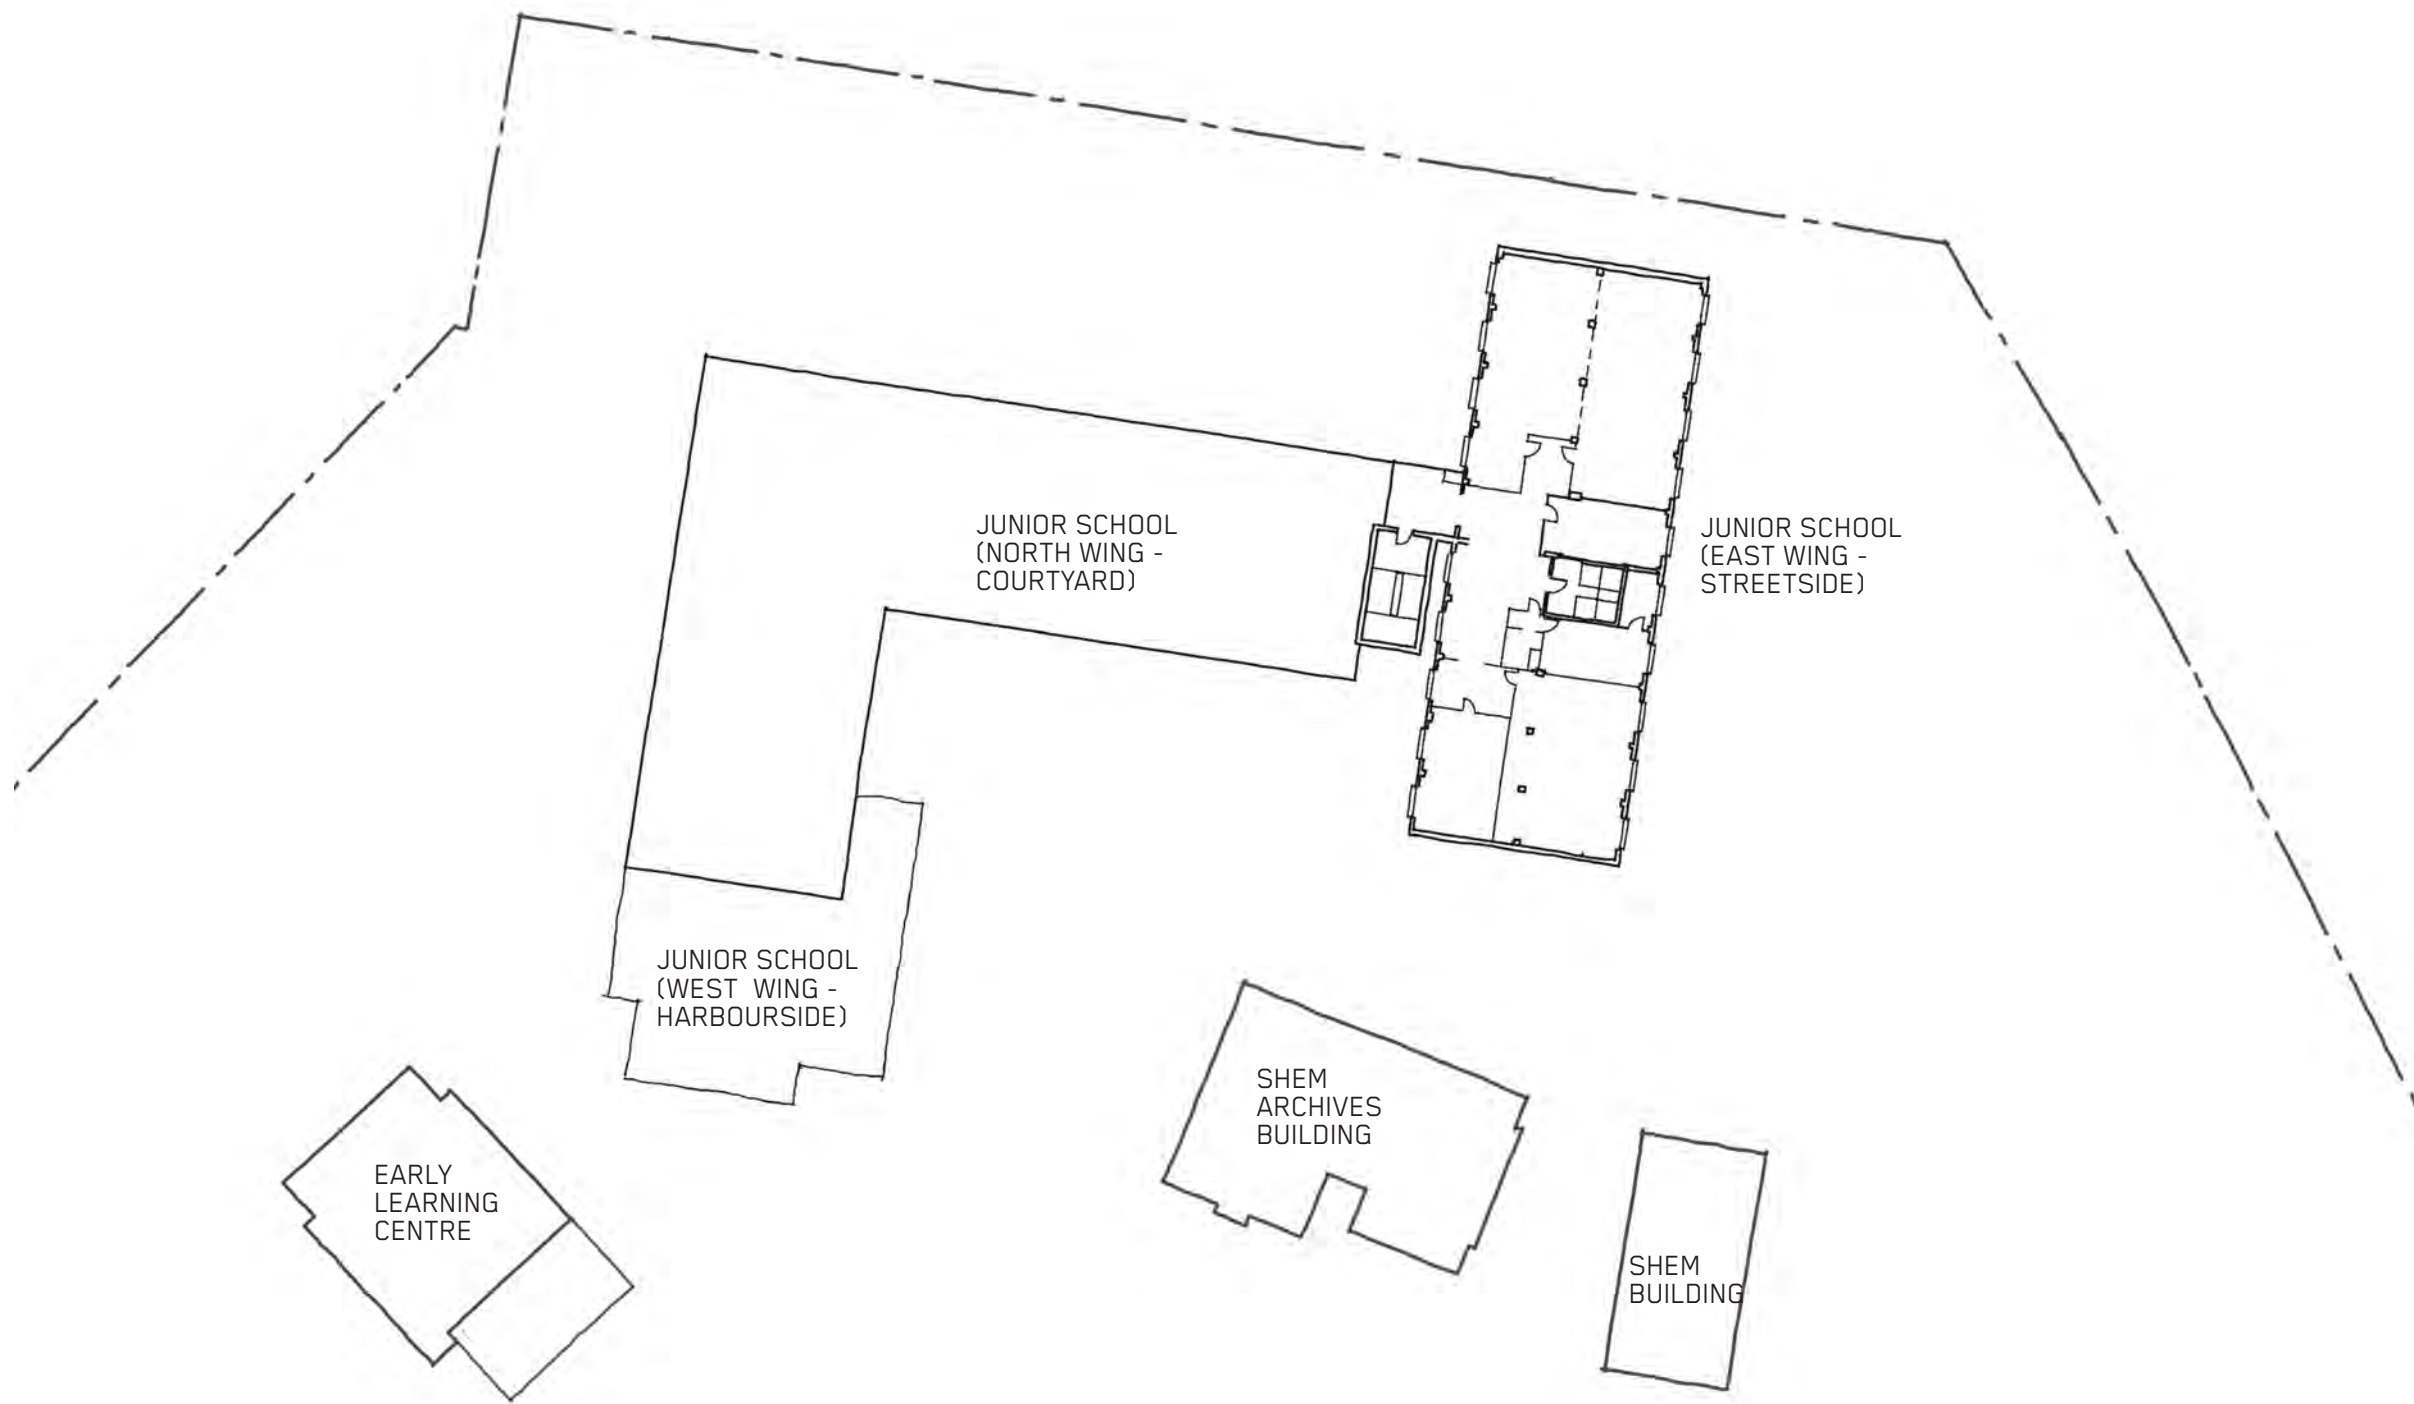 JUNIOR SCHOOL
(NORTH WING -
COURTYARD)
JUNIOR SCHOOL
(EAST WING -
STREETSIDE)
JUNIOR SCHOOL
(WEST WING -
HARBOURSIDE)
SHEM
ARCHIVES
BUILDING
EARLY
LEARNING
CENTRE
SHEM
BUILDING